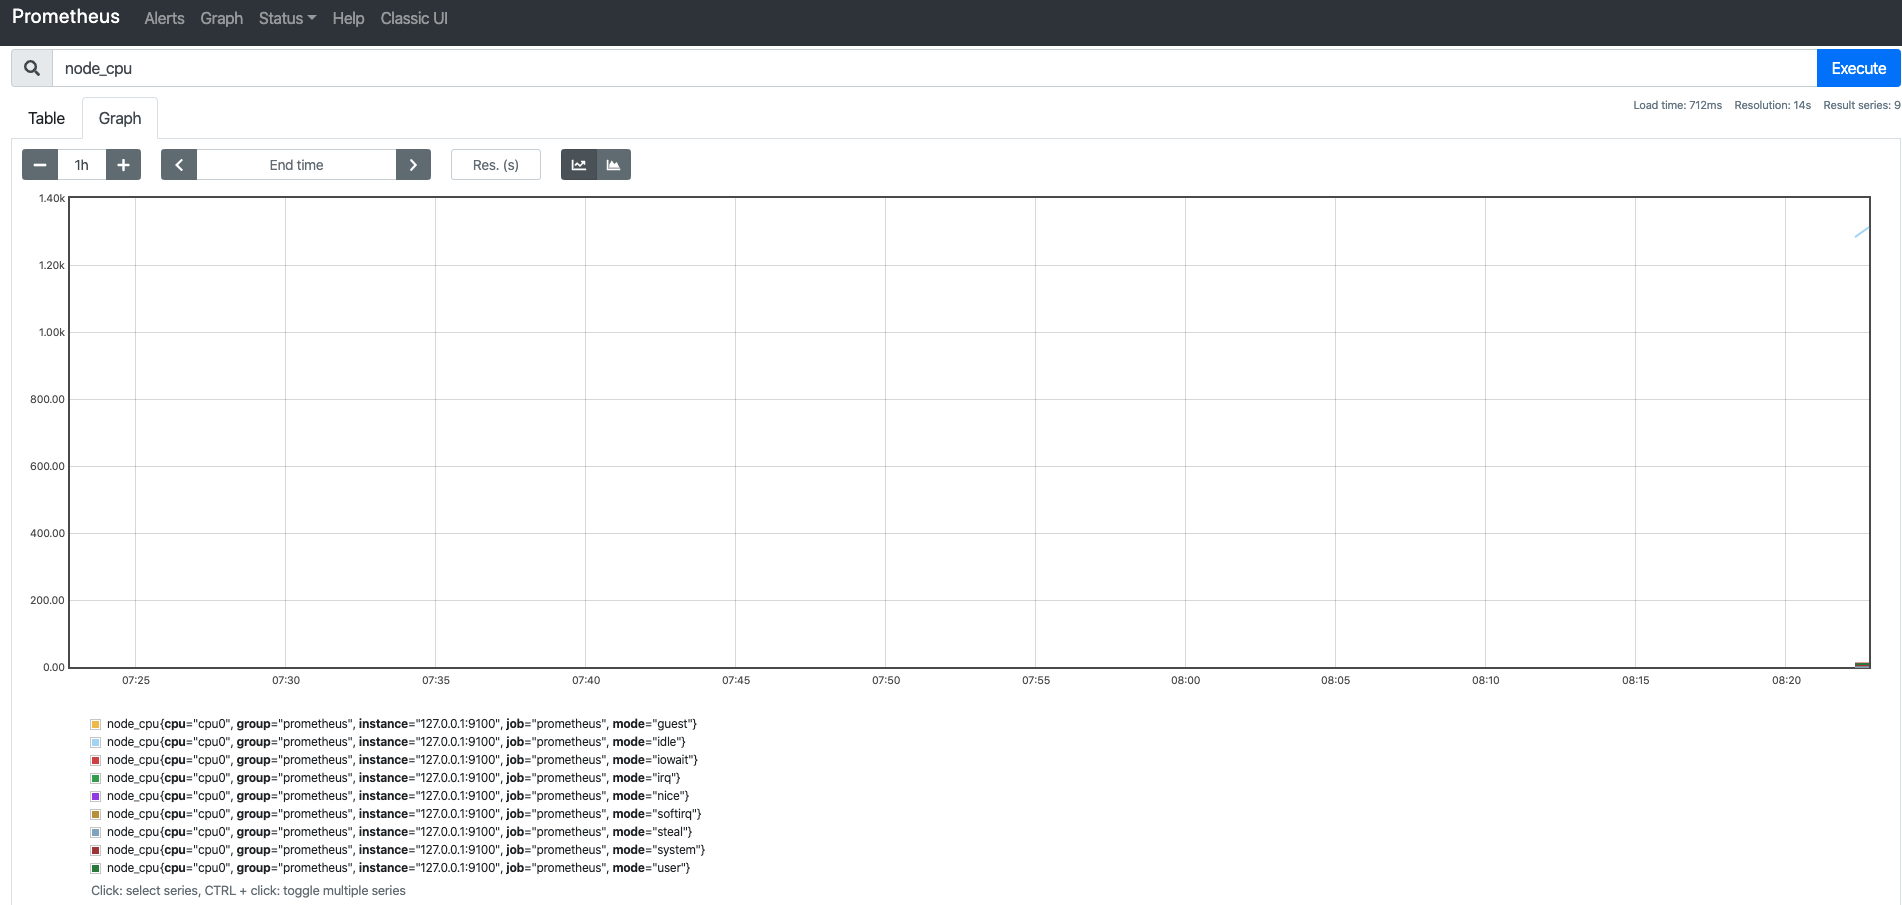 Prometheus Alerts Graph Status Help Classic UI
node_cpu Execute
Table Graph Load time: 712ms Resolution: 14s Result series: 9
1h End time Res. (s)
1.40k
1.20k
1.00k
800.00
600.00
400.00
200.00
0.00
07:25 07:30 07:35 07:40 07:45 07:50 07:55 08:00 08:05 08:10 08:15 08:20
node_cpu{cpu="cpu0", group="prometheus", instance="127.0.0.1:9100", job="prometheus", mode="guest"}
node_cpu{cpu="cpu0", group="prometheus", instance="127.0.0.1:9100", job="prometheus", mode="idle"}
node_cpu{cpu="cpu0", group="prometheus", instance="127.0.0.1:9100", job="prometheus", mode="iowait"}
node_cpu{cpu="cpu0", group="prometheus", instance="127.0.0.1:9100", job="prometheus", mode="irq"}
node_cpu{cpu="cpu0", group="prometheus", instance="127.0.0.1:9100", job="prometheus", mode="nice"}
node_cpu{cpu="cpu0", group="prometheus", instance="127.0.0.1:9100", job="prometheus", mode="softirq"}
node_cpu{cpu="cpu0", group="prometheus", instance="127.0.0.1:9100", job="prometheus", mode="steal"}
node_cpu{cpu="cpu0", group="prometheus", instance="127.0.0.1:9100", job="prometheus", mode="system"}
node_cpu{cpu="cpu0", group="prometheus", instance="127.0.0.1:9100", job="prometheus", mode="user"}
Click: select series, CTRL + click: toggle multiple series